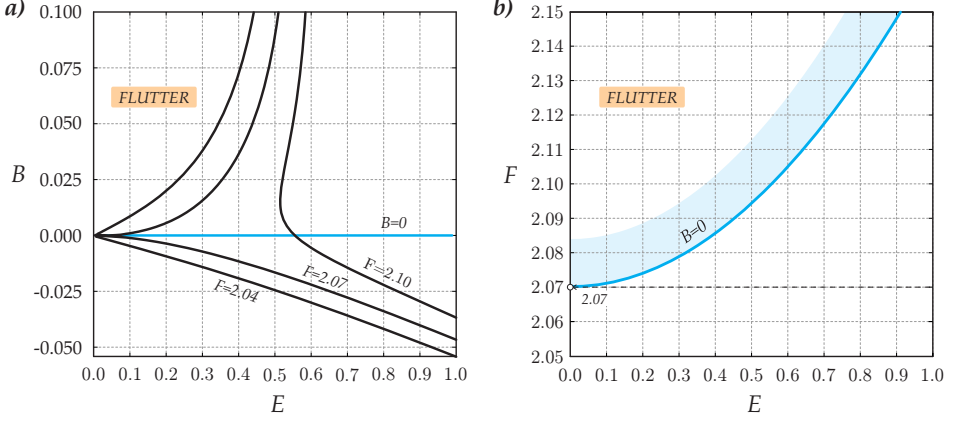 a)
0.100
0.075
FLUTTER
0.050
B
0.025
B=0
0.000
F=2.10
F=2.07
F=2.04
-0.025
-0.050
0.0 0.1 0.2 0.3 0.4 0.5 0.6 0.7 0.8 0.9 1.0
E
b)
2.15
2.14
2.13
FLUTTER
2.12
2.11
F
2.10
2.09
B=0
2.08
2.07
2.07
2.06
2.05
0.0 0.1 0.2 0.3 0.4 0.5 0.6 0.7 0.8 0.9 1.0
E